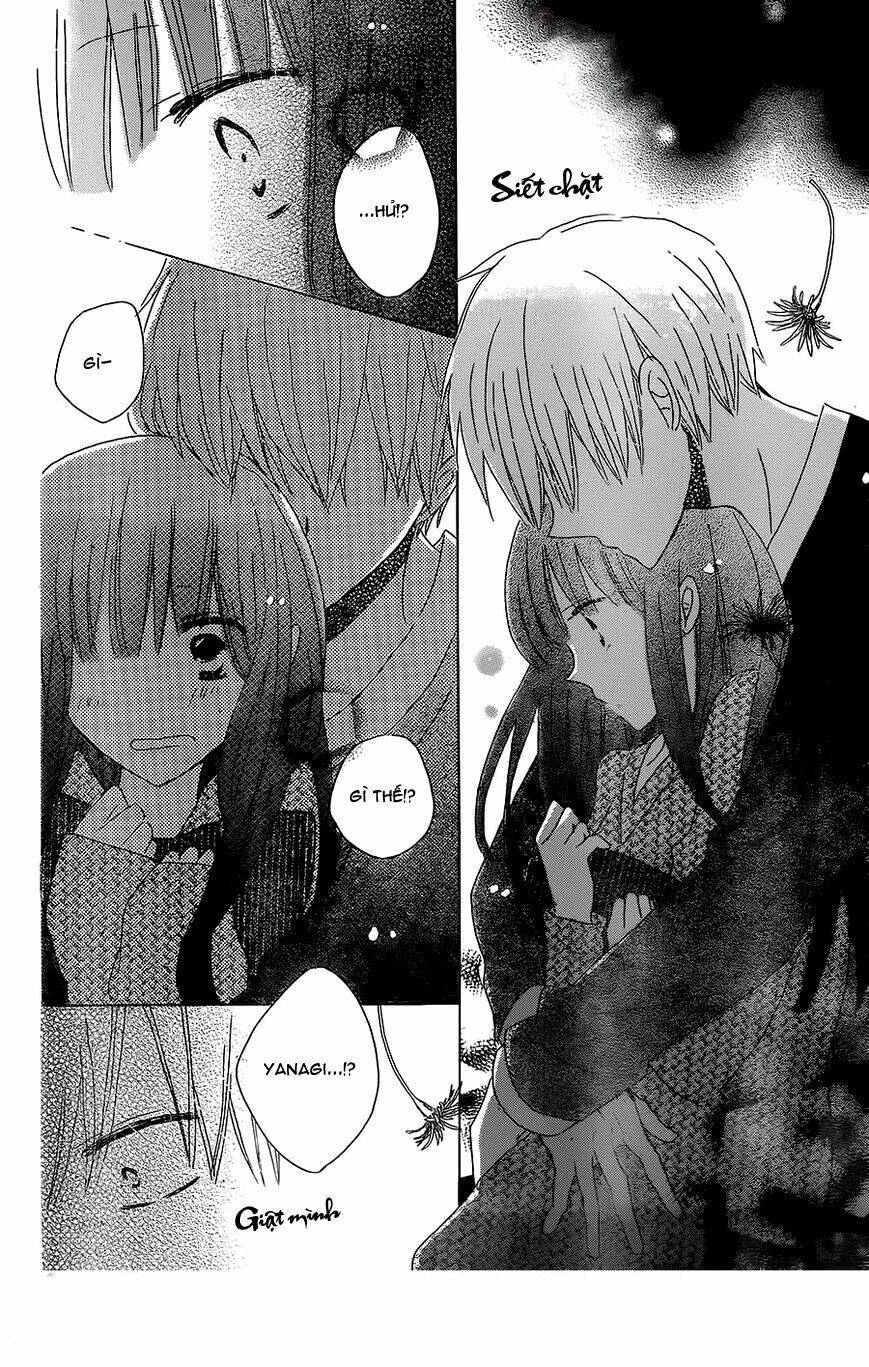 Siết chặt
...HỬ!?
GÌ-
GÌ THẾ!?
YANAGI...!?
Giật mình